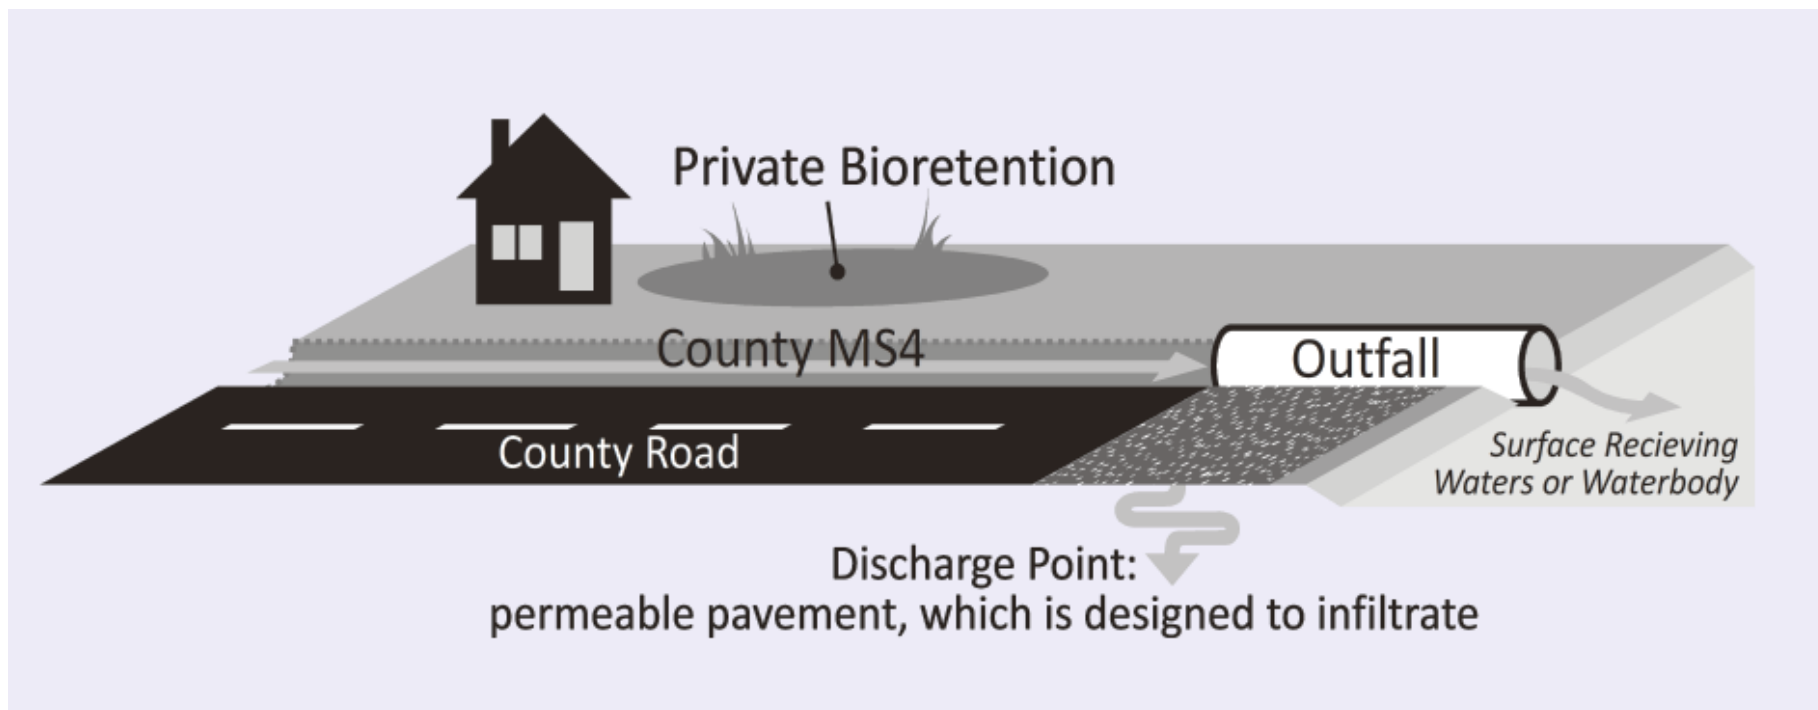 Private Bioretention
County MS4
Outfall
County Road
Surface Recieving
Waters or Waterbody
Discharge Point:
permeable pavement, which is designed to infiltrate